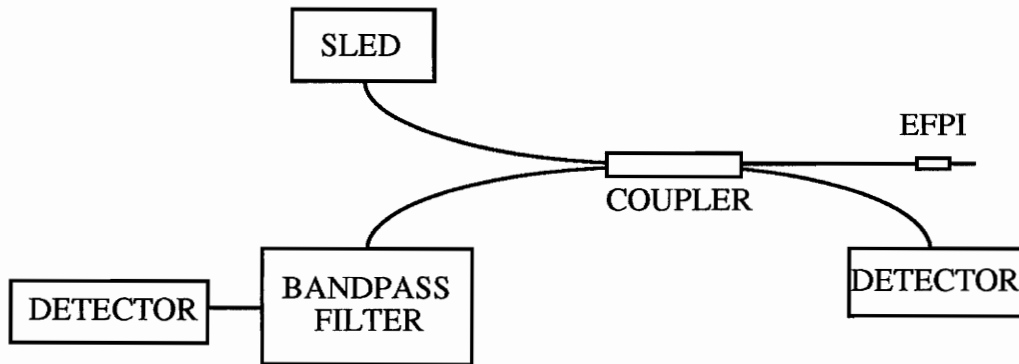 SLED
EFPI
COUPLER
DETECTOR
BANDPASS
FILTER
DETECTOR